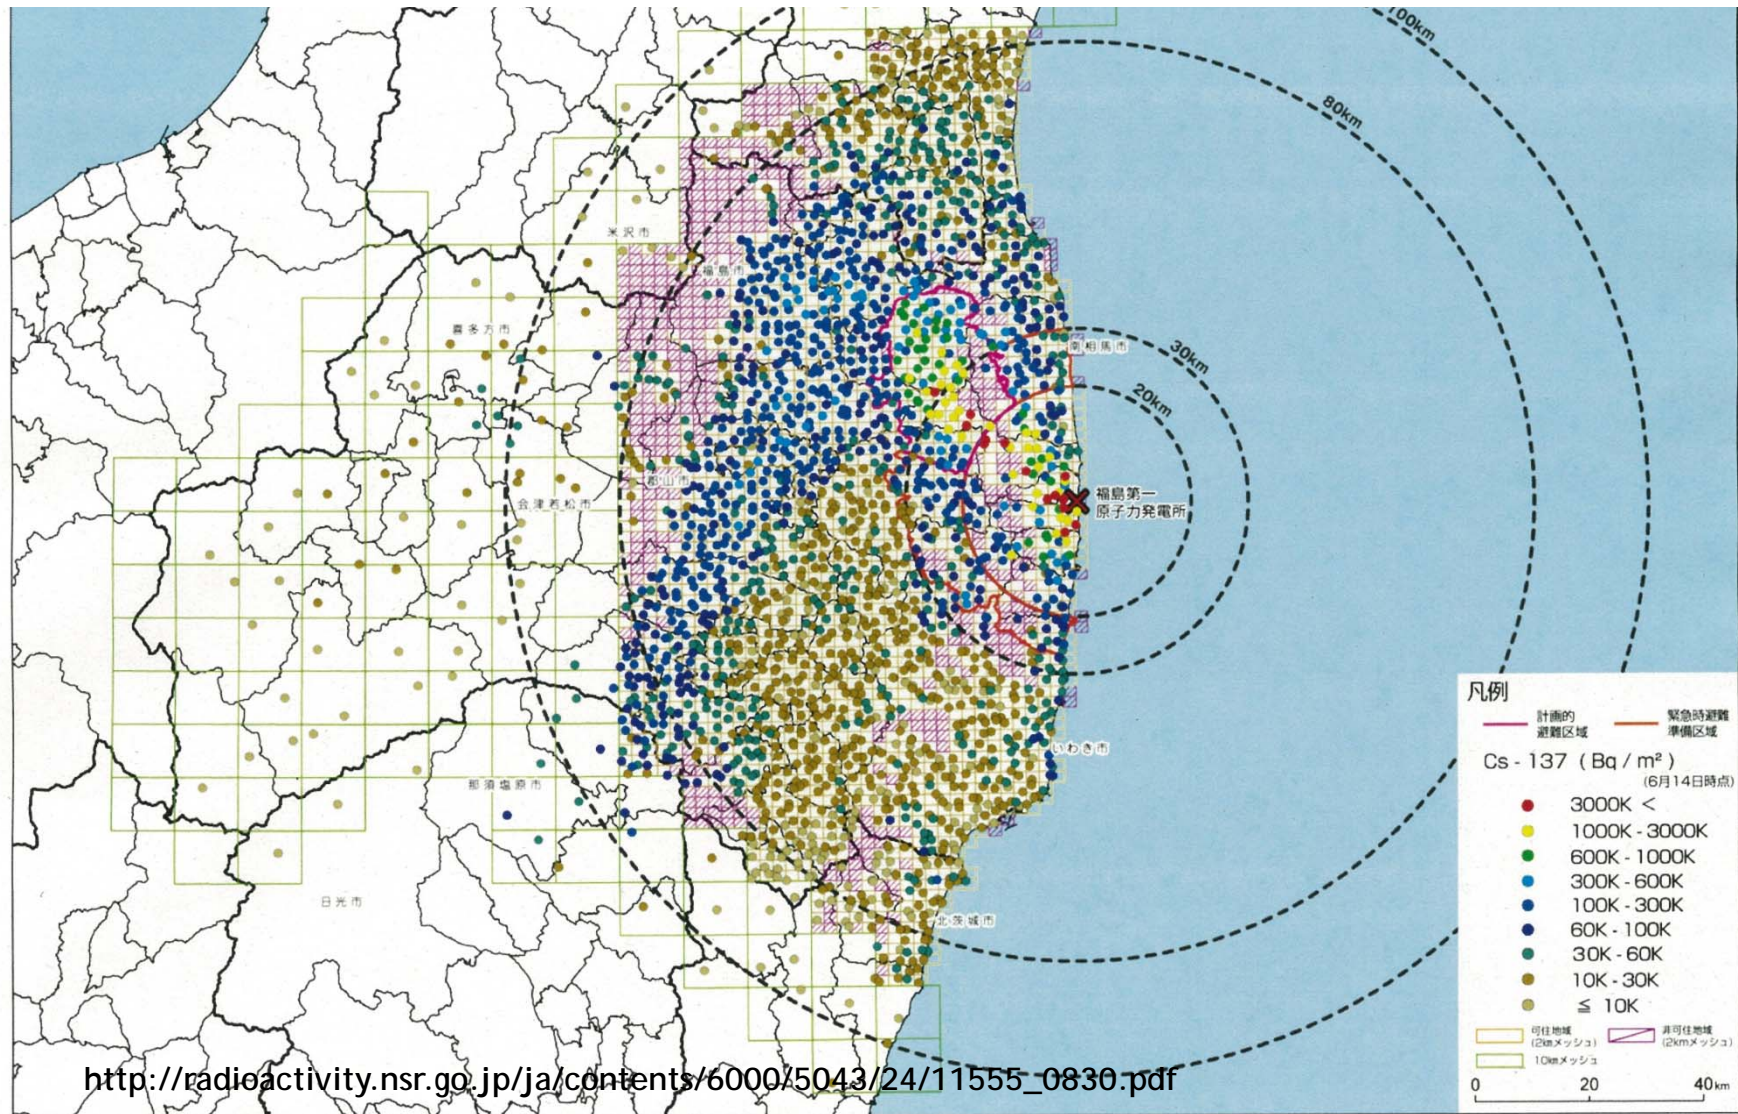 100km
80km
米沢市
福島市
喜多方市
南相馬市
30km
20km
郡山市
会津若松市
福島第一
原子力発電所
いわき市
那須塩原市
日光市
北茨城市
凡例
計画的
避難区域
緊急時避難
準備区域
Cs - 137 ( Bq / m² )
(6月14日時点)
3000K <
1000K - 3000K
600K - 1000K
300K - 600K
100K - 300K
60K - 100K
30K - 60K
10K - 30K
≦ 10K
可住地域
(2kmメッシュ)
非可住地域
(2kmメッシュ)
10kmメッシュ
0 20 40km
http://radioactivity.nsr.go.jp/ja/contents/6000/5043/24/11555_0830.pdf